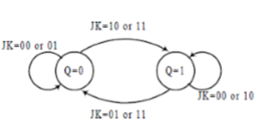 JK=10 or 11
JK=00 or 01
Q=0
Q=1
JK=00 or 10
JK=01 or 11